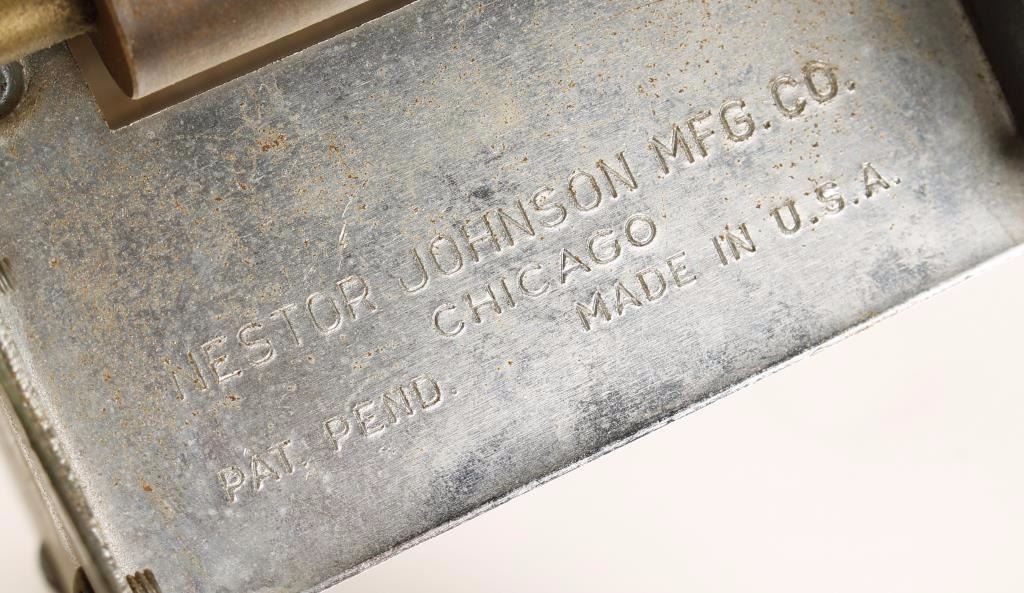 NESTOR JOHNSON MFG. CO.
CHICAGO
PAT. PEND. MADE IN U.S.A.